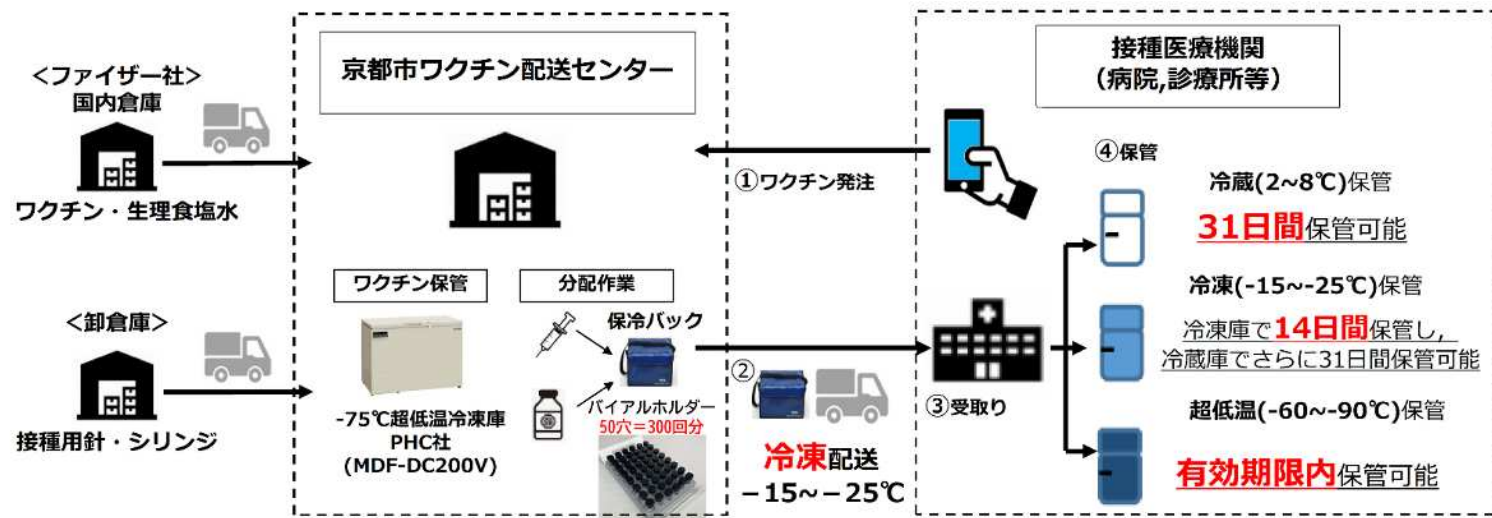 <ファイザー社>
国内倉庫
ワクチン・生理食塩水
<卸倉庫>
接種用針・シリンジ
京都市ワクチン配送センター
ワクチン保管
-75℃超低温冷凍庫
PHC社
(MDF-DC200V)
分配作業
保冷バック
バイアルホルダー
50穴=300回分
①ワクチン発注
②
冷凍配送
-15~-25℃
接種医療機関
(病院,診療所等)
③受取り
④保管
冷蔵(2~8℃)保管
31日間保管可能
冷凍(-15~-25℃)保管
冷凍庫で14日間保管し,
冷蔵庫でさらに31日間保管可能
超低温(-60~-90℃)保管
有効期限内保管可能